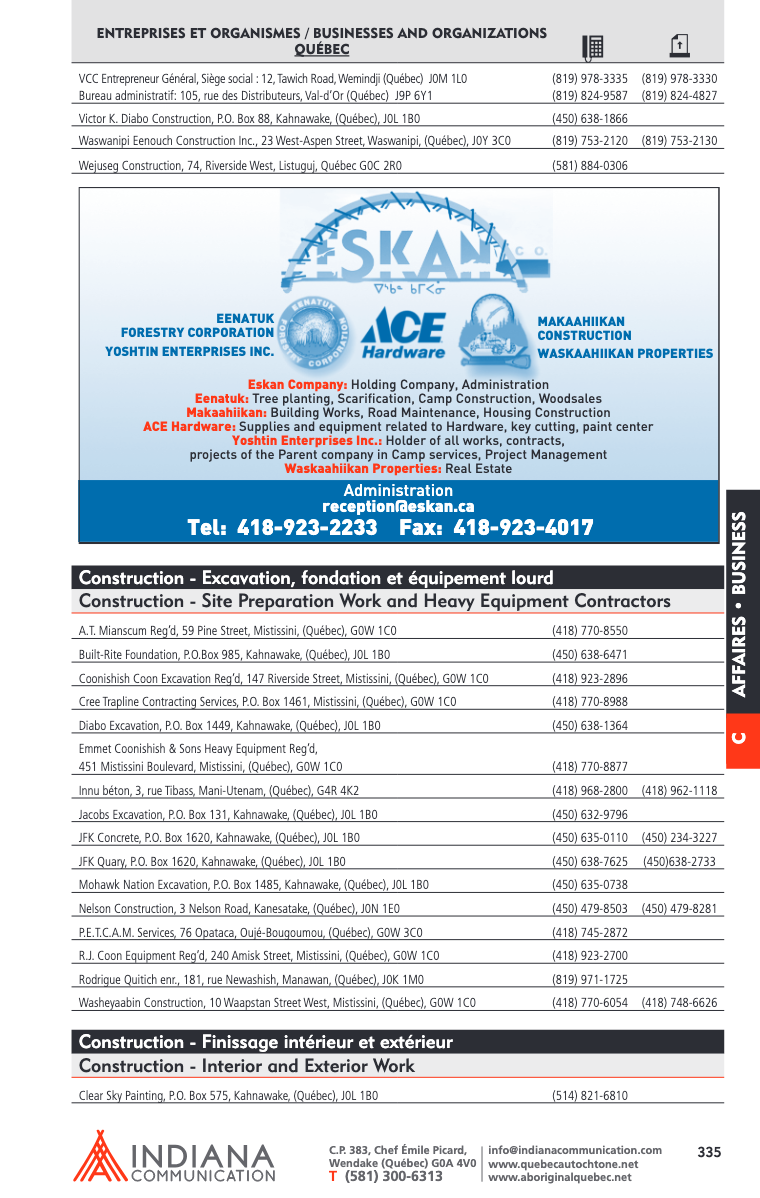 ENTREPRISES ET ORGANISMES / BUSINESSES AND ORGANIZATIONS
QUÉBEC
VCC Entrepreneur Général, Siège social : 12, Tawich Road, Wemindji (Québec) J0M 1L0 (819) 978-3335 (819) 978-3330
Bureau administratif: 105, rue des Distributeurs, Val-d'Or (Québec) J9P 6Y1 (819) 824-9587 (819) 824-4827
Victor K. Diabo Construction, P.O. Box 88, Kahnawake, (Québec), J0L 1B0 (450) 638-1866
Waswanipi Eenouch Construction Inc., 23 West-Aspen Street, Waswanipi, (Québec), J0Y 3C0 (819) 753-2120 (819) 753-2130
Wejuseg Construction, 74, Riverside West, Listuguj, Québec G0C 2R0 (581) 884-0306
ESKAN CO.
EENATUK
FORESTRY CORPORATION
YOSHTIN ENTERPRISES INC.
EENATUK FORESTRY CORPORATION
ACE
Hardware
MAKAAHIIKAN
CONSTRUCTION
WASKAAHIIKAN PROPERTIES
Eskan Company: Holding Company, Administration
Eenatuk: Tree planting, Scarification, Camp Construction, Woodsales
Makaahiikan: Building Works, Road Maintenance, Housing Construction
ACE Hardware: Supplies and equipment related to Hardware, key cutting, paint center
Yoshtin Enterprises Inc.: Holder of all works, contracts,
projects of the Parent company in Camp services, Project Management
Waskaahiikan Properties: Real Estate
Administration
reception@eskan.ca
Tel: 418-923-2233 Fax: 418-923-4017
Construction - Excavation, fondation et équipement lourd
Construction - Site Preparation Work and Heavy Equipment Contractors
A.T. Mianscum Reg'd, 59 Pine Street, Mistissini, (Québec), G0W 1C0 (418) 770-8550
Built-Rite Foundation, P.O.Box 985, Kahnawake, (Québec), J0L 1B0 (450) 638-6471
Coonishish Coon Excavation Reg'd, 147 Riverside Street, Mistissini, (Québec), G0W 1C0 (418) 923-2896
Cree Trapline Contracting Services, P.O. Box 1461, Mistissini, (Québec), G0W 1C0 (418) 770-8988
Diabo Excavation, P.O. Box 1449, Kahnawake, (Québec), J0L 1B0 (450) 638-1364
Emmet Coonishish & Sons Heavy Equipment Reg'd,
451 Mistissini Boulevard, Mistissini, (Québec), G0W 1C0 (418) 770-8877
Innu béton, 3, rue Tibass, Mani-Utenam, (Québec), G4R 4K2 (418) 968-2800 (418) 962-1118
Jacobs Excavation, P.O. Box 131, Kahnawake, (Québec), J0L 1B0 (450) 632-9796
JFK Concrete, P.O. Box 1620, Kahnawake, (Québec), J0L 1B0 (450) 635-0110 (450) 234-3227
JFK Quary, P.O. Box 1620, Kahnawake, (Québec), J0L 1B0 (450) 638-7625 (450)638-2733
Mohawk Nation Excavation, P.O. Box 1485, Kahnawake, (Québec), J0L 1B0 (450) 635-0738
Nelson Construction, 3 Nelson Road, Kanesatake, (Québec), J0N 1E0 (450) 479-8503 (450) 479-8281
P.E.T.C.A.M. Services, 76 Opataca, Oujé-Bougoumou, (Québec), G0W 3C0 (418) 745-2872
R.J. Coon Equipment Reg'd, 240 Amisk Street, Mistissini, (Québec), G0W 1C0 (418) 923-2700
Rodrigue Quitich enr., 181, rue Newashish, Manawan, (Québec), J0K 1M0 (819) 971-1725
Washeyaabin Construction, 10 Waapstan Street West, Mistissini, (Québec), G0W 1C0 (418) 770-6054 (418) 748-6626
Construction - Finissage intérieur et extérieur
Construction - Interior and Exterior Work
Clear Sky Painting, P.O. Box 575, Kahnawake, (Québec), J0L 1B0 (514) 821-6810
AFFAIRES • BUSINESS
C
INDIANA
COMMUNICATION
C.P. 383, Chef Émile Picard,
Wendake (Québec) G0A 4V0
T (581) 300-6313
info@indianacommunication.com
www.quebecautochtone.net
www.aboriginalquebec.net
335